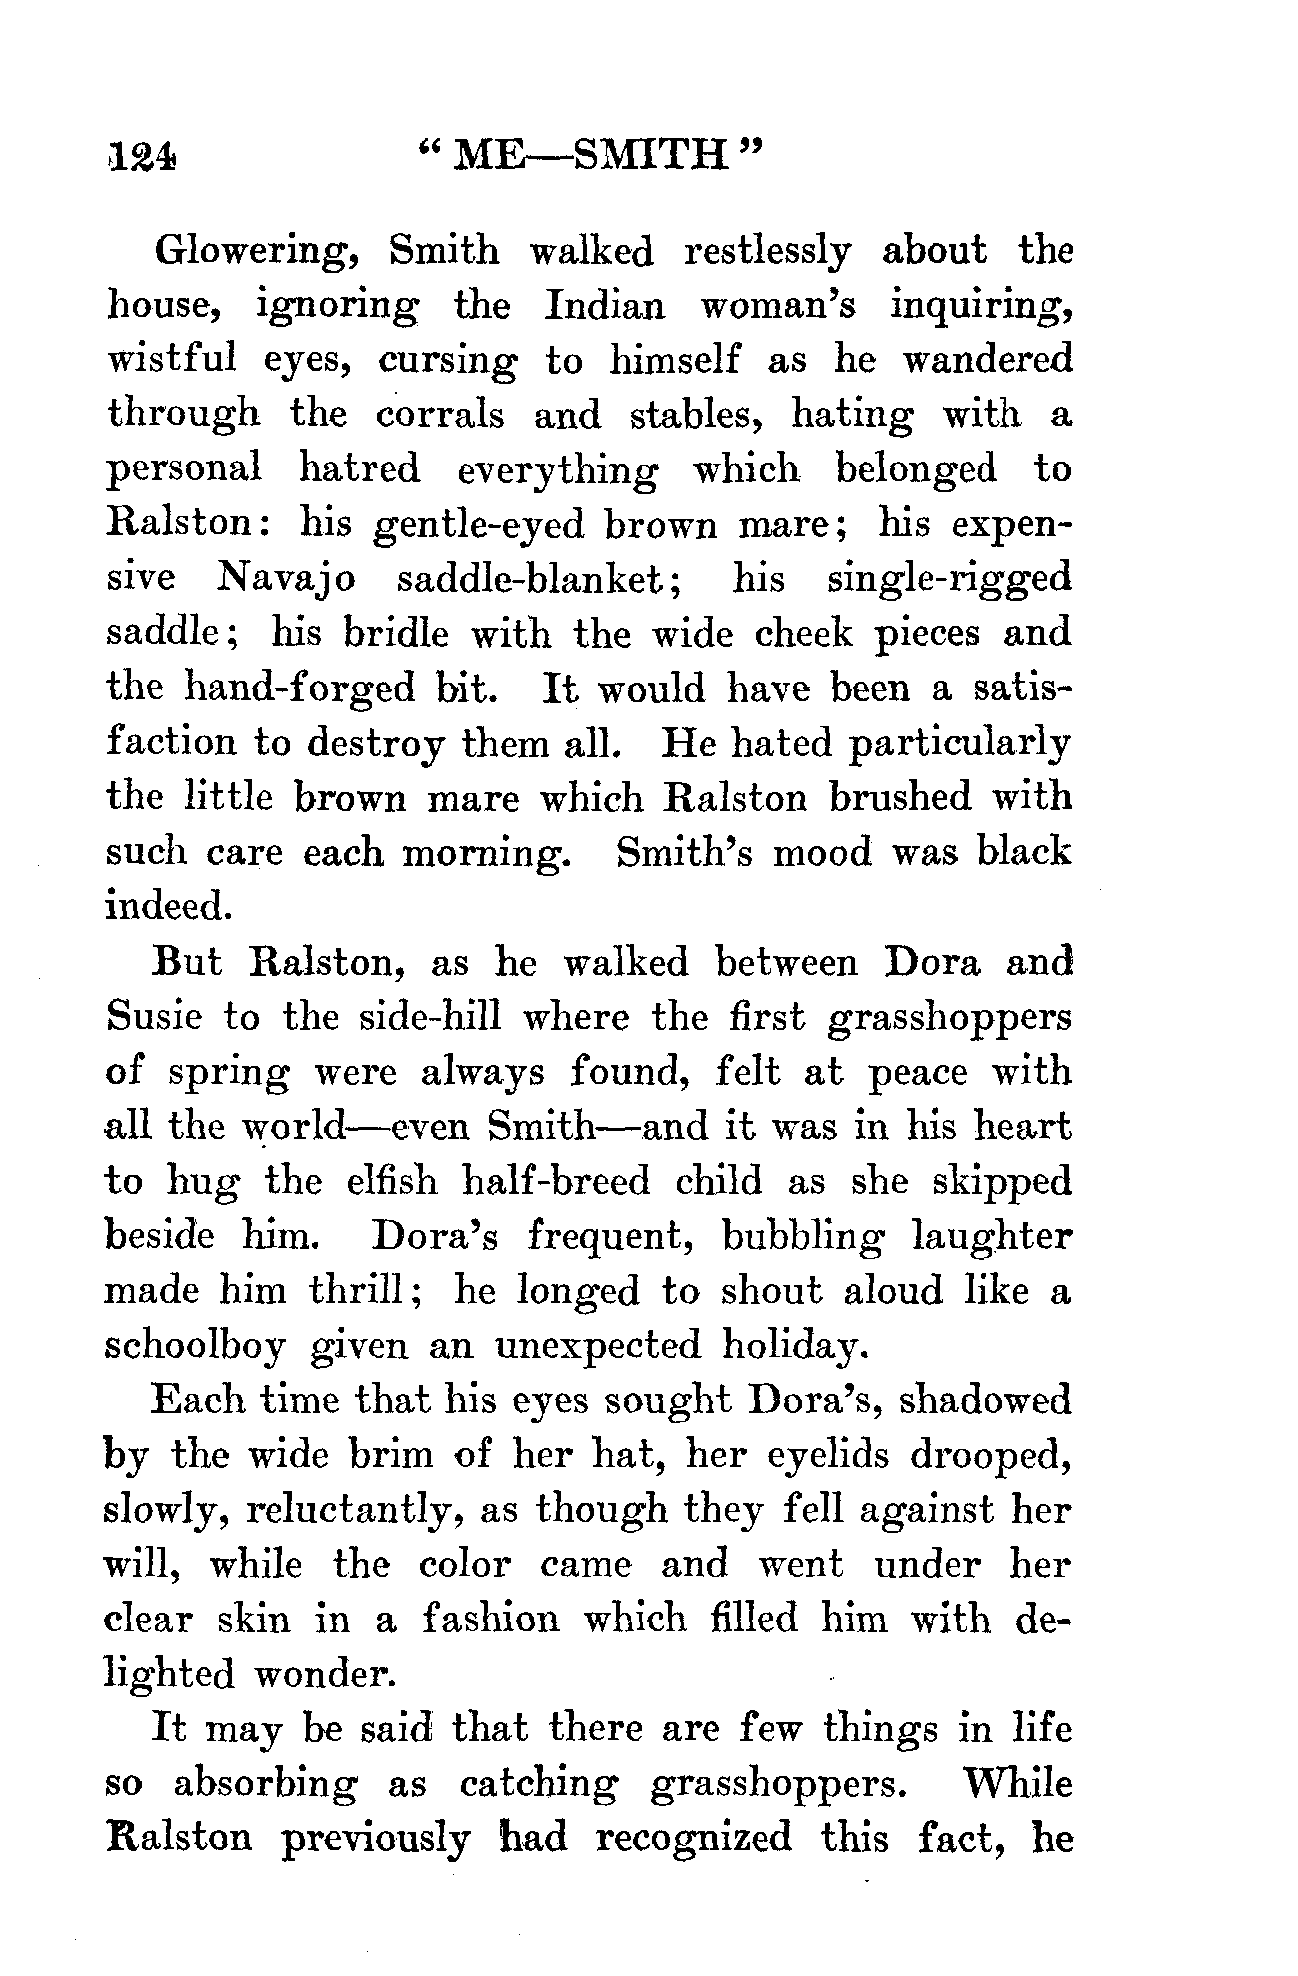 124 “ ME—SMITH ”
Glowering, Smith walked restlessly about the
house, ignoring the Indian woman’s inquiring,
wistful eyes, cursing to himself as he wandered
through the corrals and stables, hating with a
personal hatred everything which belonged to
Ralston: his gentle-eyed brown mare; his expen-
sive Navajo saddle-blanket; his single-rigged
saddle; his bridle with the wide cheek pieces and
the hand-forged bit. It would have been a satis-
faction to destroy them all. He hated particularly
the little brown mare which Ralston brushed with
such care each morning. Smith’s mood was black
indeed.
But Ralston, as he walked between Dora and
Susie to the side-hill where the first grasshoppers
of spring were always found, felt at peace with
all the world—even Smith—and it was in his heart
to hug the elfish half-breed child as she skipped
beside him. Dora’s frequent, bubbling laughter
made him thrill; he longed to shout aloud like a
schoolboy given an unexpected holiday.
Each time that his eyes sought Dora’s, shadowed
by the wide brim of her hat, her eyelids drooped,
slowly, reluctantly, as though they fell against her
will, while the color came and went under her
clear skin in a fashion which filled him with de-
lighted wonder.
It may be said that there are few things in life
so absorbing as catching grasshoppers. While
Ralston previously had recognized this fact, he